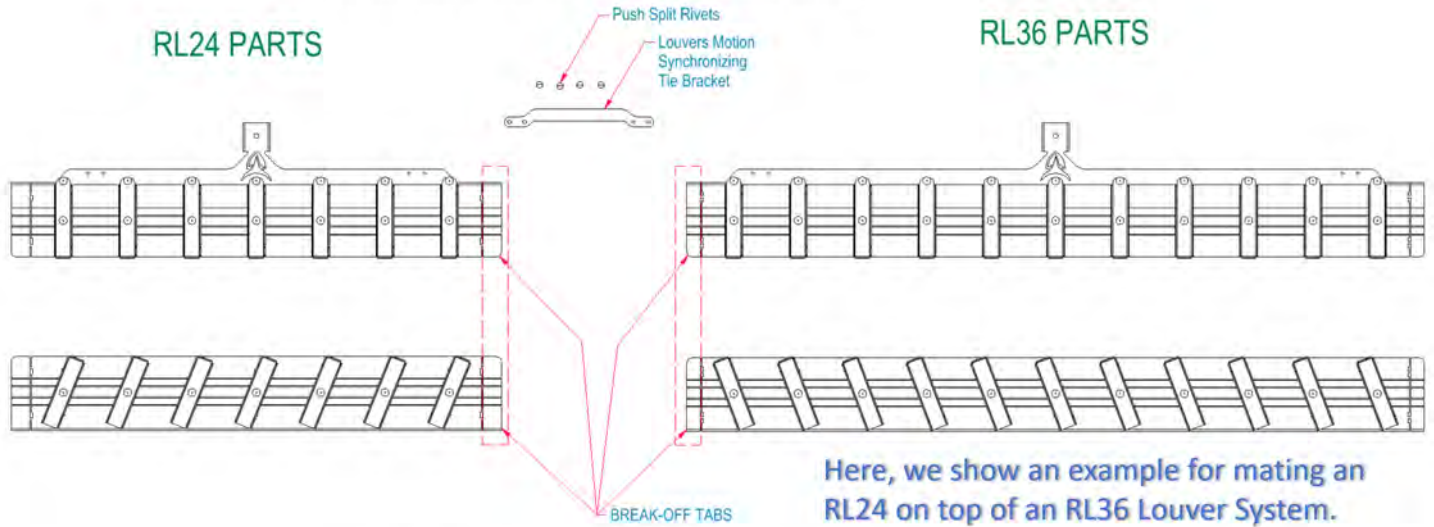 RL24 PARTS
Push Split Rivets
Louvers Motion
Synchronizing
Tie Bracket
RL36 PARTS
BREAK-OFF TABS
Here, we show an example for mating an
RL24 on top of an RL36 Louver System.